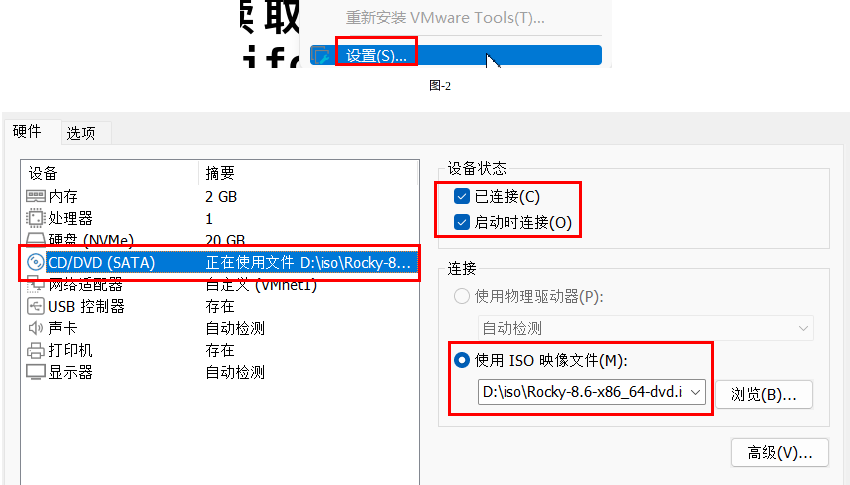 读取
重新安装 VMware Tools(T)...
设置(S)...
图-2
硬件
选项
设备
摘要
内存
2 GB
处理器
1
硬盘 (NVMe)
20 GB
CD/DVD (SATA)
正在使用文件 D:\iso\Rocky-8...
网络适配器
自定义 (VMnet1)
USB 控制器
存在
声卡
自动检测
打印机
存在
显示器
自动检测
设备状态
已连接(C)
启动时连接(O)
连接
使用物理驱动器(P):
自动检测
使用 ISO 映像文件(M):
D:\iso\Rocky-8.6-x86_64-dvd.i
浏览(B)...
高级(V)...